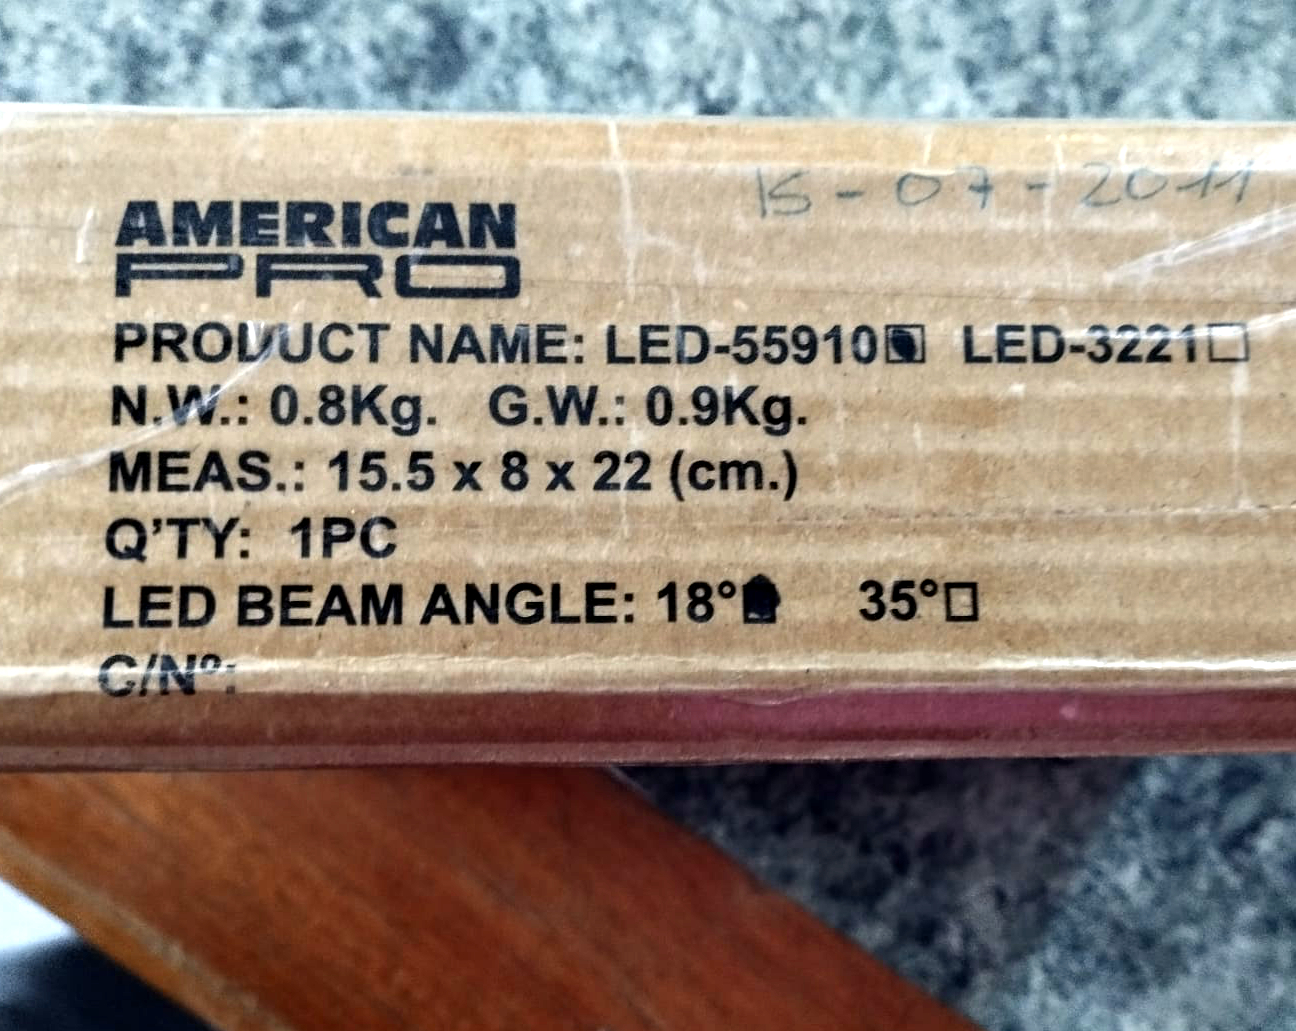 15-07-2011
AMERICAN
PRO
PRODUCT NAME: LED-55910☑ LED-3221☐
N.W.: 0.8Kg. G.W.: 0.9Kg.
MEAS.: 15.5 x 8 x 22 (cm.)
Q'TY: 1PC
LED BEAM ANGLE: 18°☑ 35°☐
C/Nº: